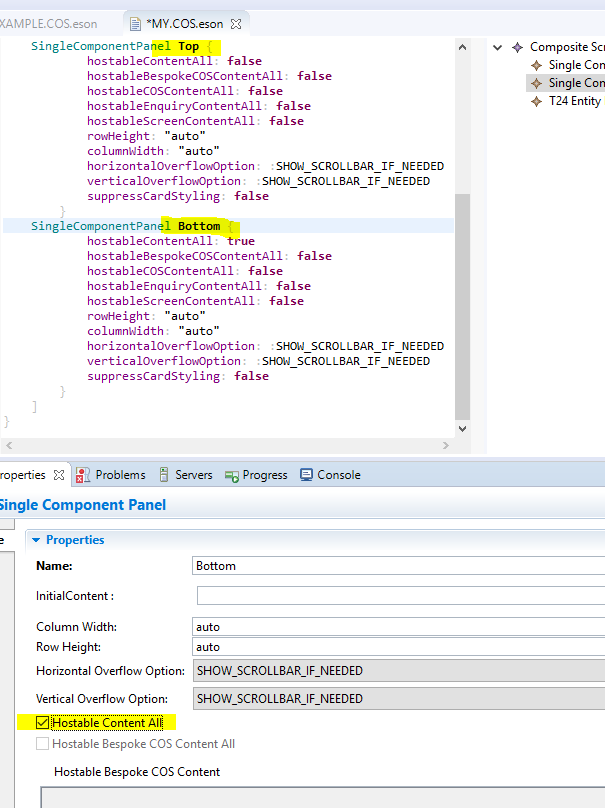 XAMPLE.COS.eson
*MY.COS.eson
SingleComponentPanel Top {
hostableContentAll: false
hostableBespokeCOSContentAll: false
hostableCOSContentAll: false
hostableEnquiryContentAll: false
hostableScreenContentAll: false
rowHeight: "auto"
columnWidth: "auto"
horizontalOverflowOption: :SHOW_SCROLLBAR_IF_NEEDED
verticalOverflowOption: :SHOW_SCROLLBAR_IF_NEEDED
suppressCardStyling: false
}
SingleComponentPanel Bottom {
hostableContentAll: true
hostableBespokeCOSContentAll: false
hostableCOSContentAll: false
hostableEnquiryContentAll: false
hostableScreenContentAll: false
rowHeight: "auto"
columnWidth: "auto"
horizontalOverflowOption: :SHOW_SCROLLBAR_IF_NEEDED
verticalOverflowOption: :SHOW_SCROLLBAR_IF_NEEDED
suppressCardStyling: false
}
]
}
Composite Scr
Single Con
Single Con
T24 Entity
roperties
Problems
Servers
Progress
Console
Single Component Panel
e
Properties
Name: Bottom
InitialContent :
Column Width: auto
Row Height: auto
Horizontal Overflow Option: SHOW_SCROLLBAR_IF_NEEDED
Vertical Overflow Option: SHOW_SCROLLBAR_IF_NEEDED
Hostable Content All
Hostable Bespoke COS Content All
Hostable Bespoke COS Content